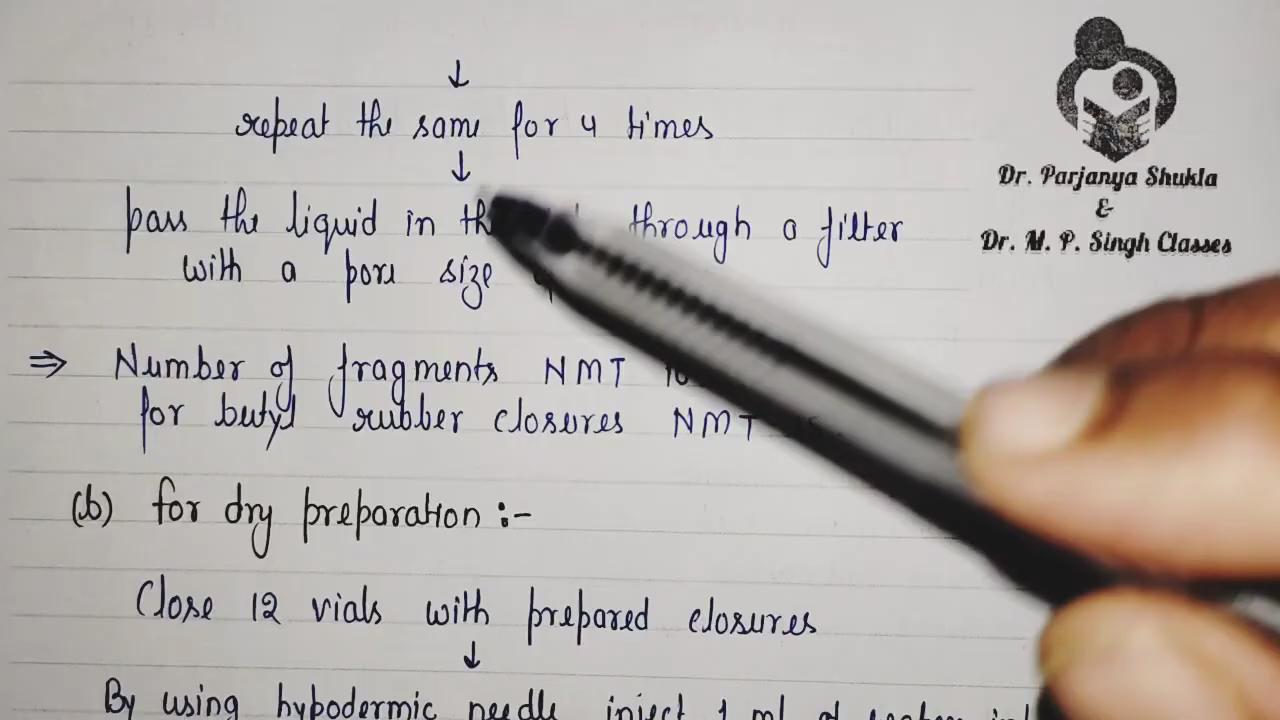 ↓
repeat the same for 4 times
↓
pass the liquid in through a filter
with a pore size
⇒ Number of fragments NMT
for butyl rubber closures NMT
(b) for dry preparation :-
Close 12 vials with prepared closures
↓
By using hypodermic needle inject 1 ml of
Dr. Parjanya Shukla
&
Dr. M. P. Singh Classes